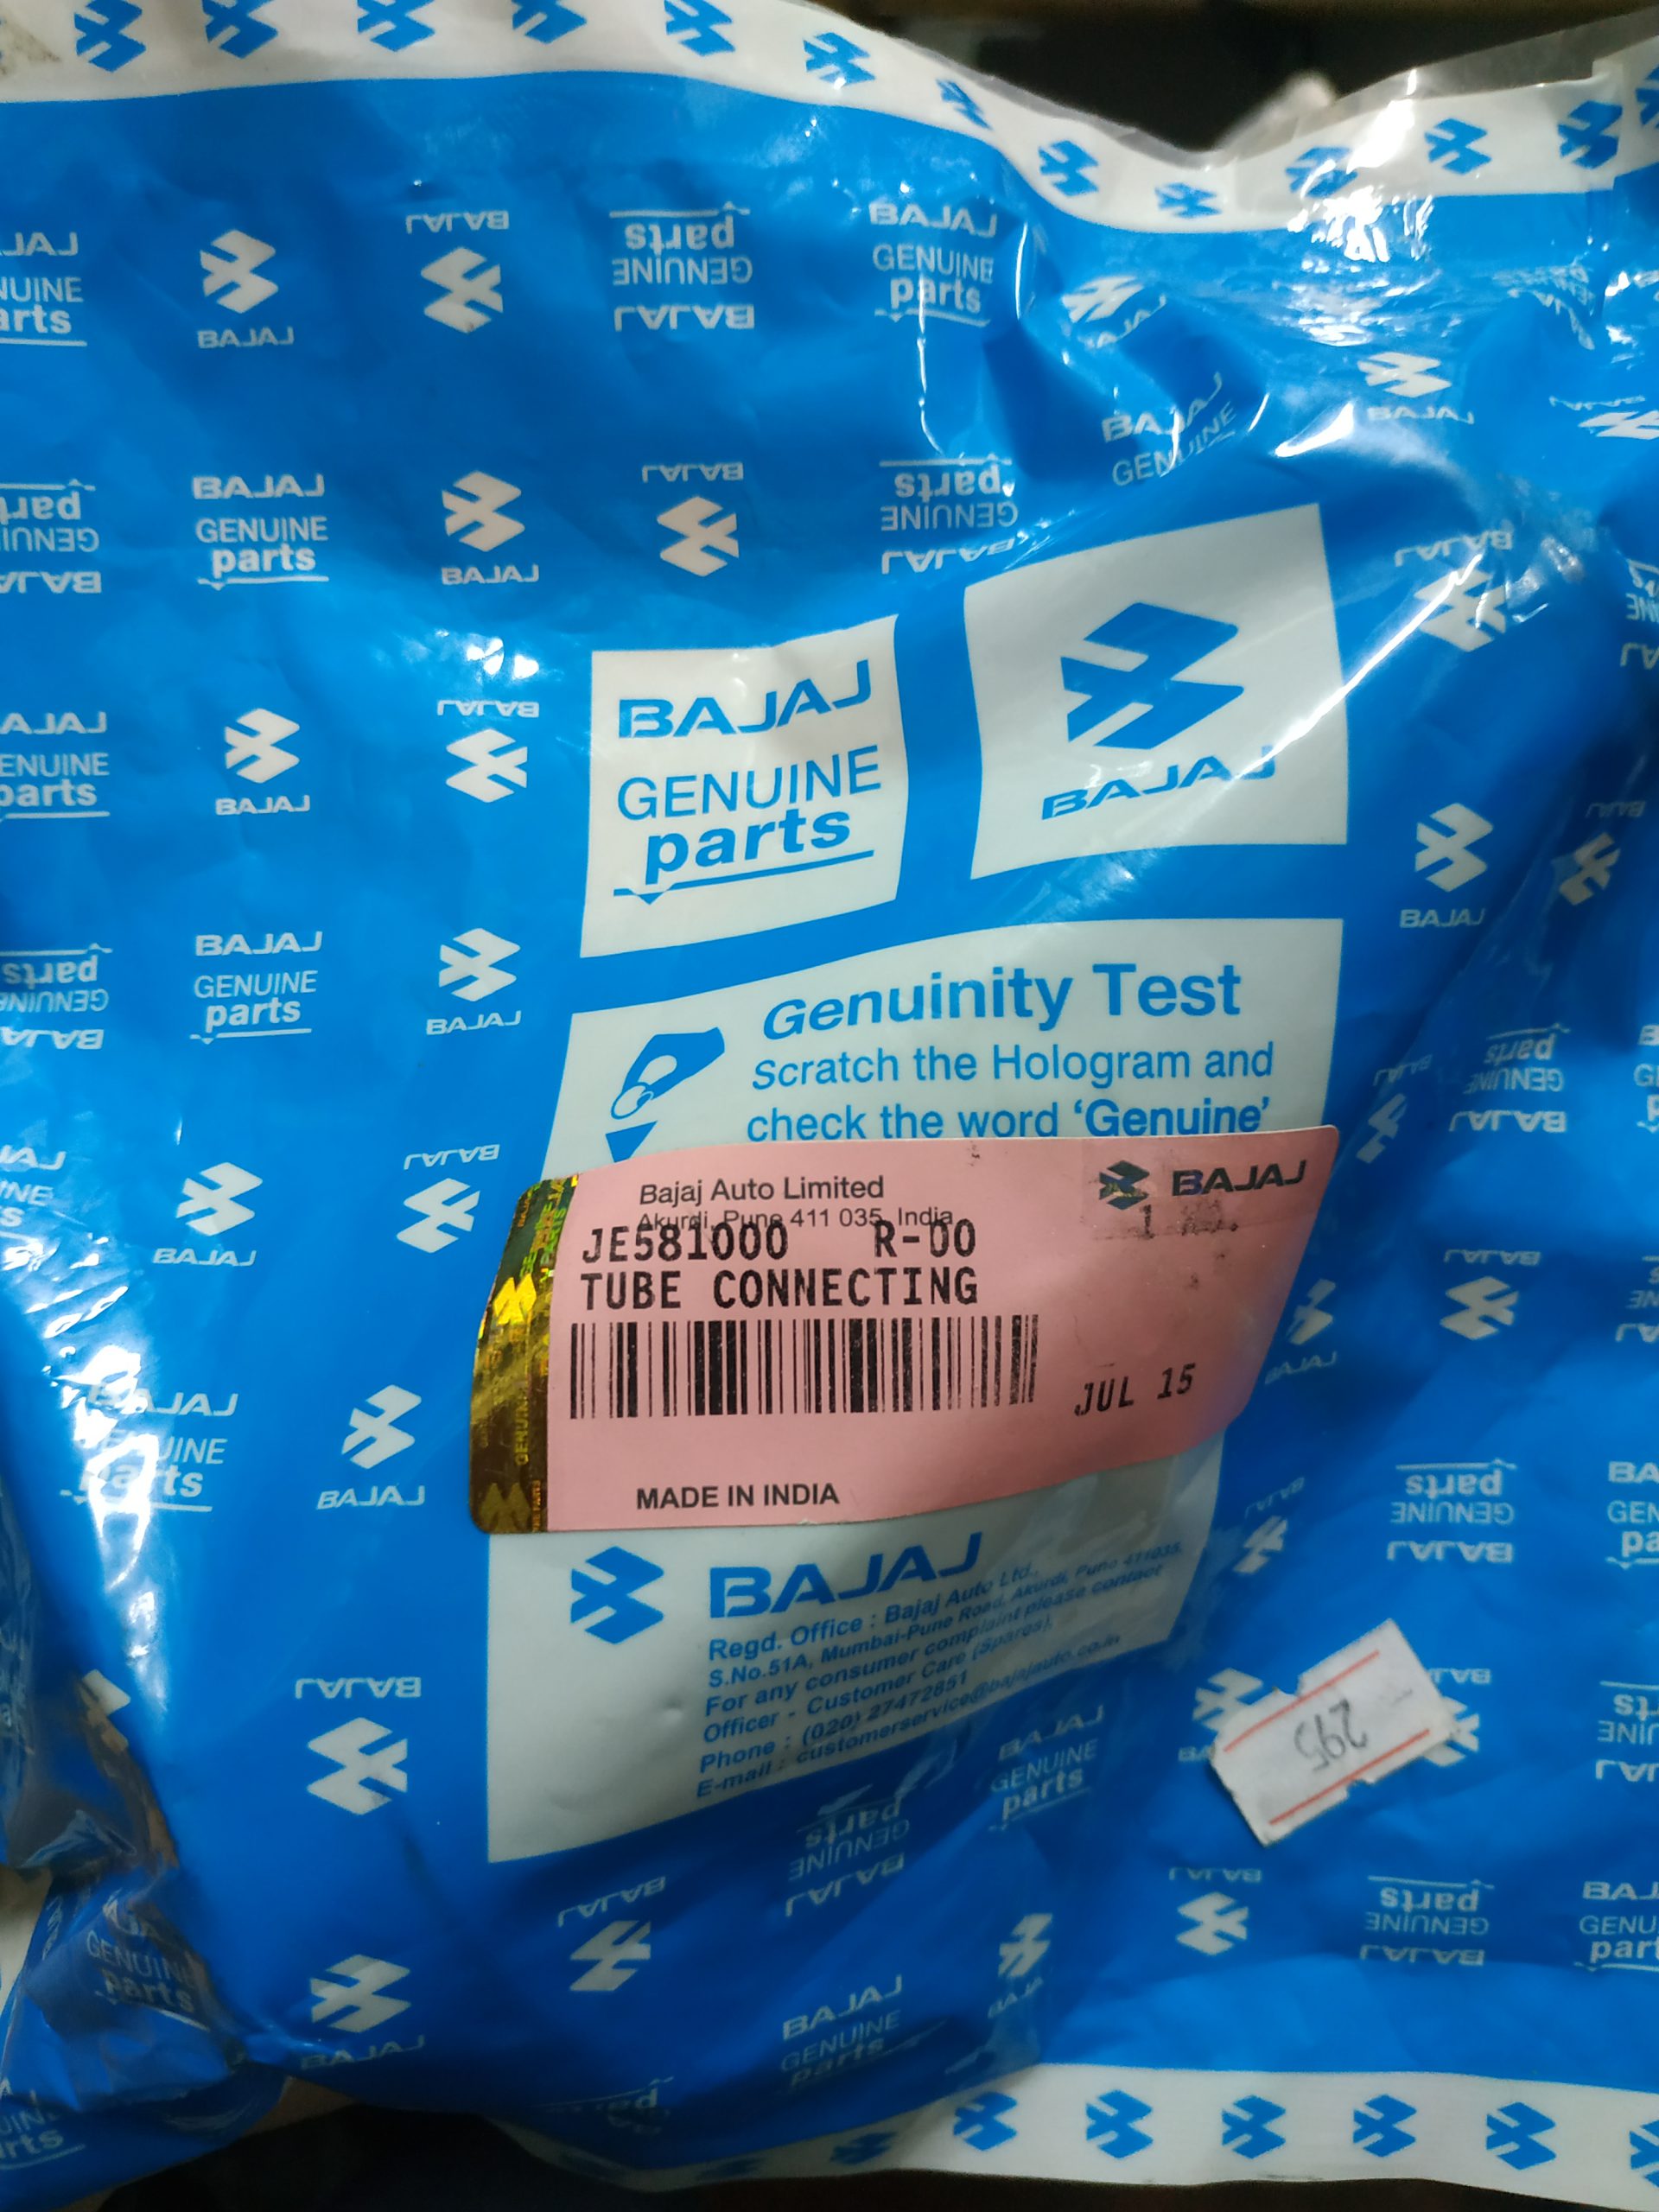 BAJAJ
GENUINE
parts
BAJAJ
Genuinity Test
Scratch the Hologram and
check the word ‘Genuine’
Bajaj Auto Limited
Akurdi, Pune 411 035, India
BAJAJ
JE581000 R-00
TUBE CONNECTING
JUL 15
MADE IN INDIA
BAJAJ
Regd. Office : Bajaj Auto Ltd.,
S.No.51A, Mumbai-Pune Road, Akurdi, Pune 411035.
For any consumer complaint please contact
Officer - Customer Care (Spares),
Phone : (020) 27472851
E-mail : customerservice@bajajauto.co.in
295